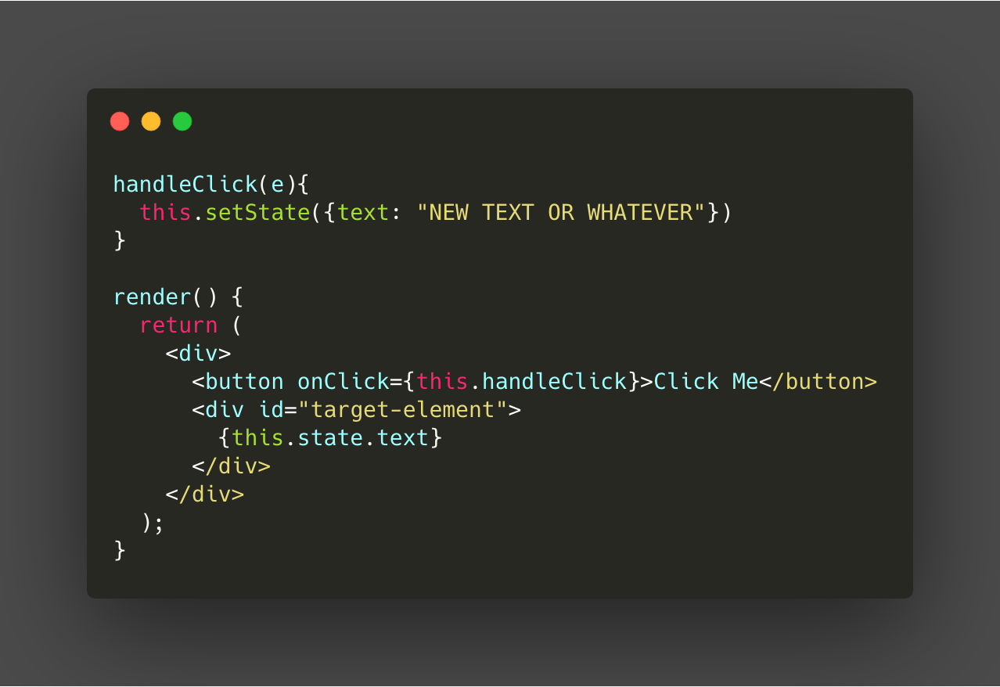 handleClick(e){
  this.setState({text: "NEW TEXT OR WHATEVER"})
}

render() {
  return (
    <div>
      <button onClick={this.handleClick}>Click Me</button>
      <div id="target-element">
        {this.state.text}
      </div>
    </div>
  );
}